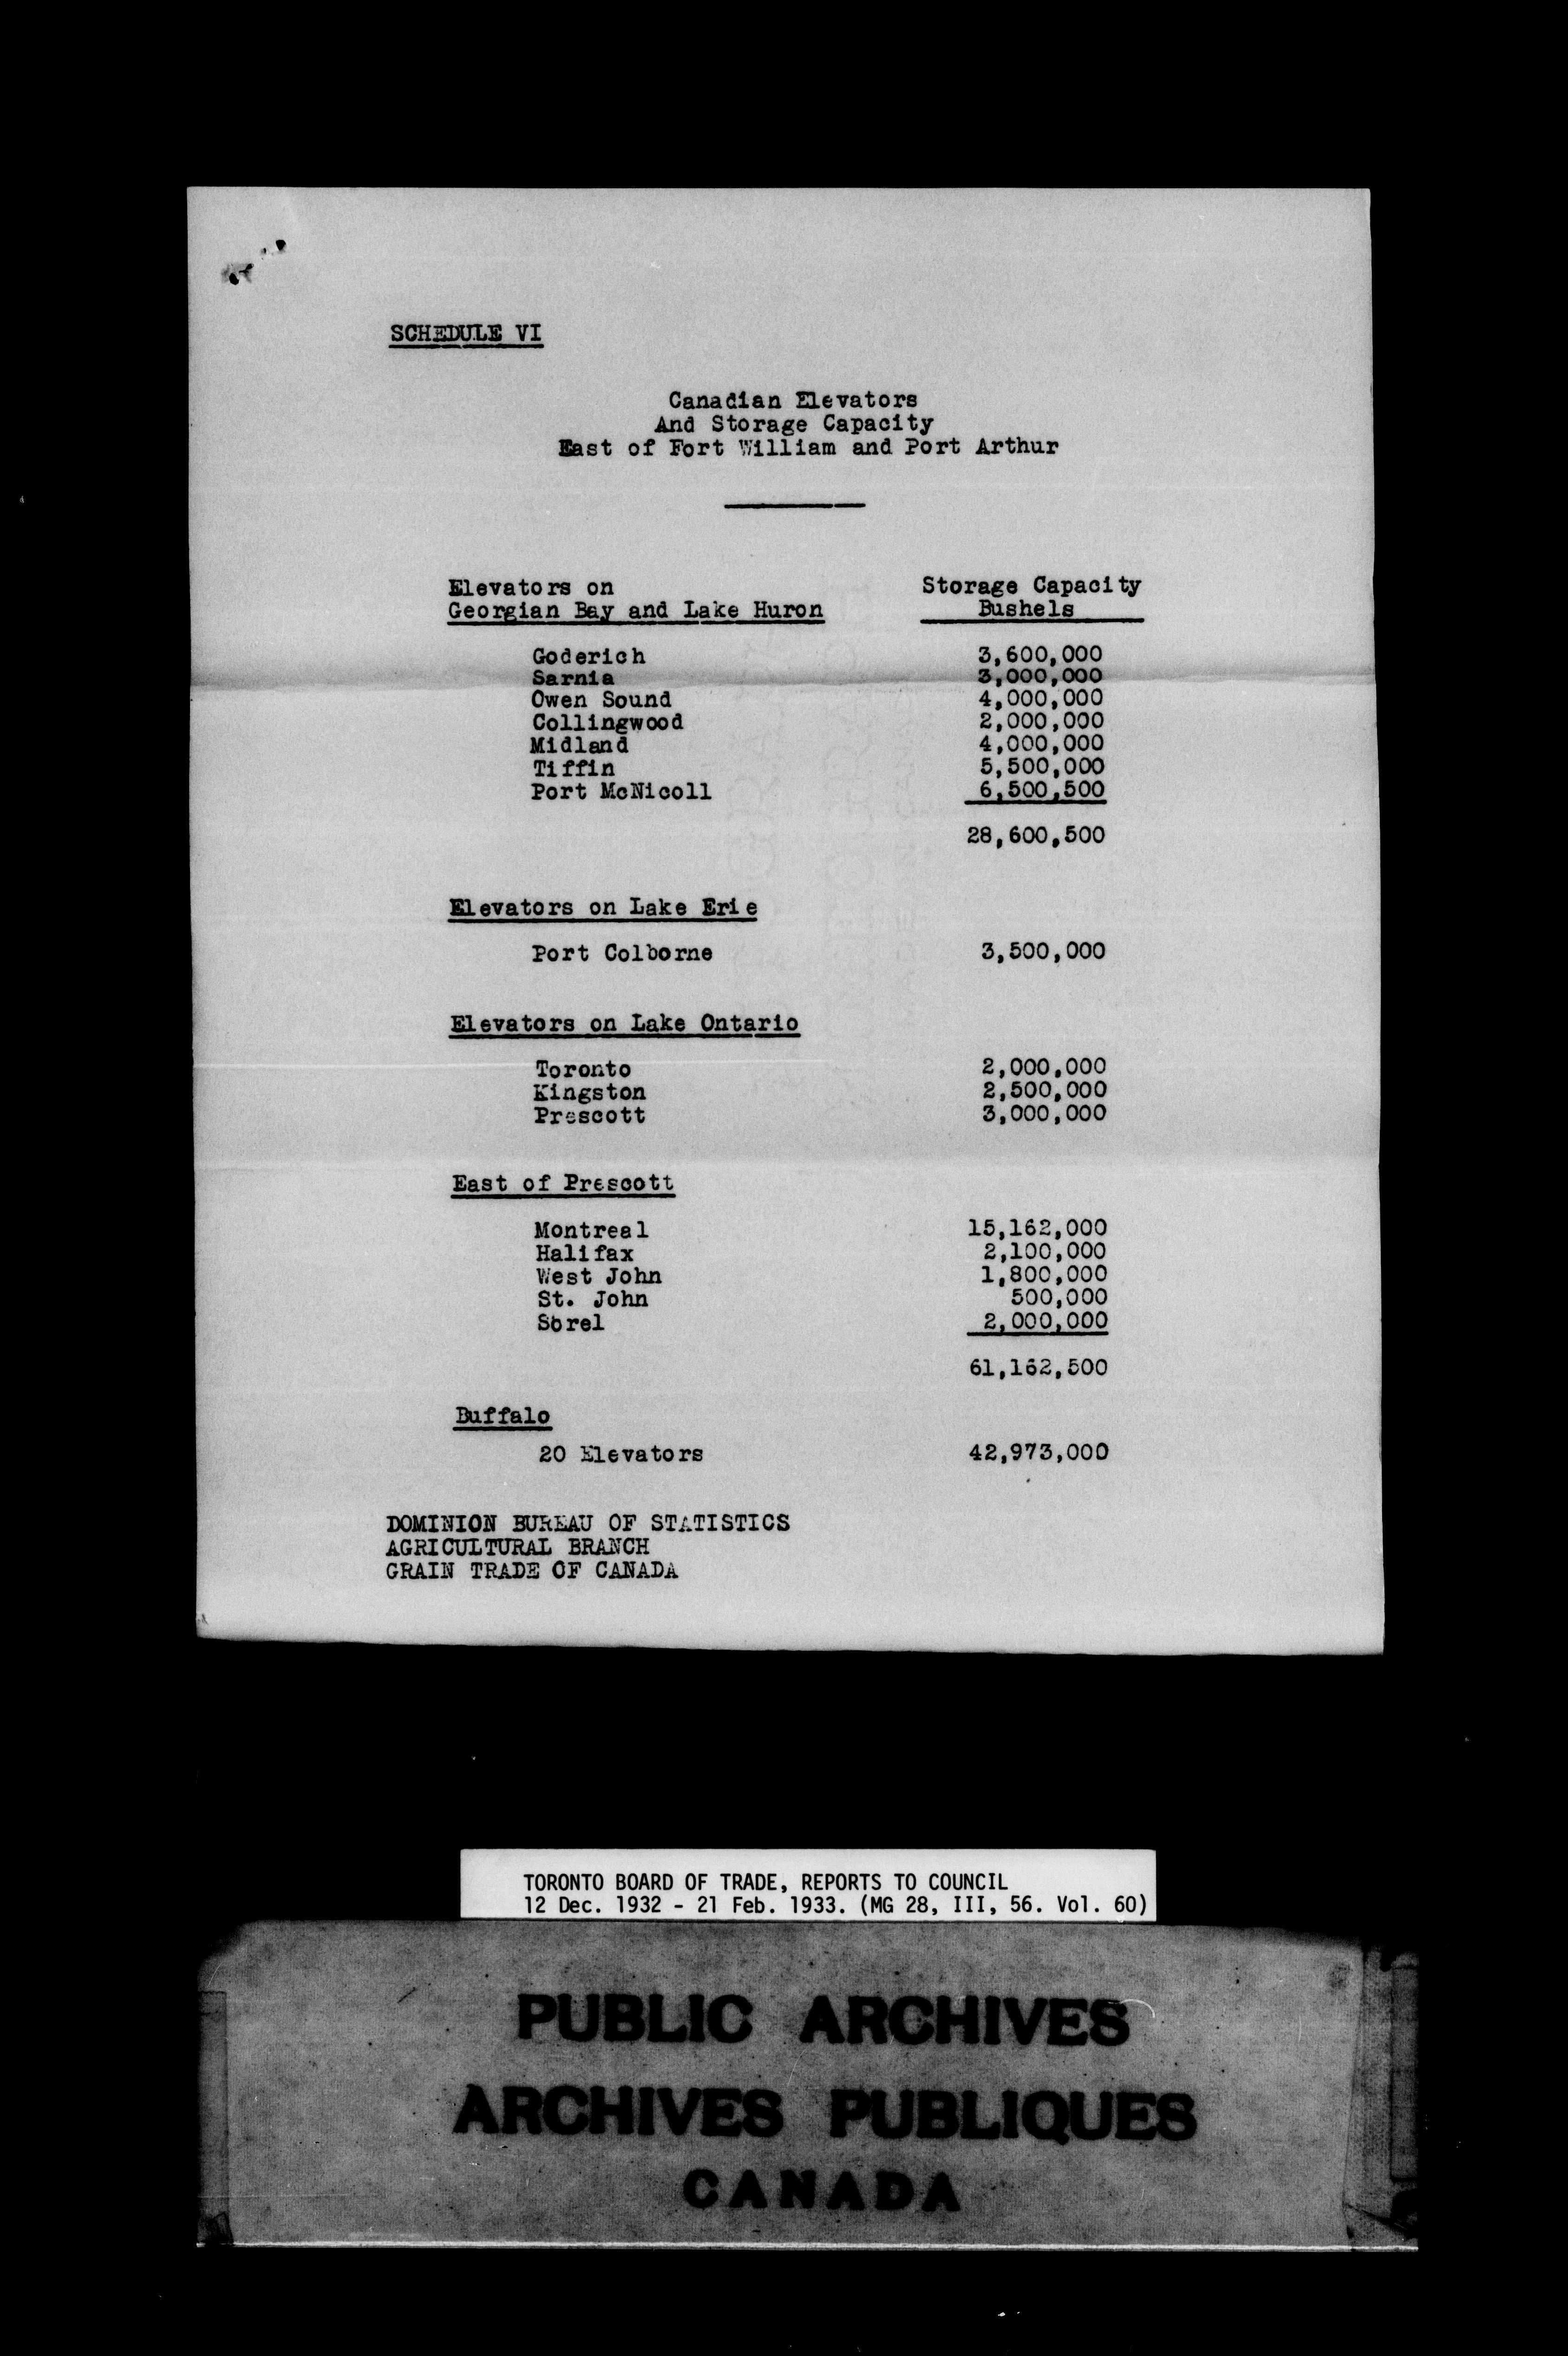 SCHEDULE VI
Canadian Elevators
And Storage Capacity
East of Fort William and Port Arthur
Elevators on Storage Capacity
Georgian Bay and Lake Huron Bushels
Goderich 3,600,000
Sarnia 3,000,000
Owen Sound 4,000,000
Collingwood 2,000,000
Midland 4,000,000
Tiffin 5,500,000
Port McNicoll 6,500,500
28,600,500
Elevators on Lake Erie
Port Colborne 3,500,000
Elevators on Lake Ontario
Toronto 2,000,000
Kingston 2,500,000
Prescott 3,000,000
East of Prescott
Montreal 15,162,000
Halifax 2,100,000
West John 1,800,000
St. John 500,000
Sorel 2,000,000
61,162,500
Buffalo
20 Elevators 42,973,000
DOMINION BUREAU OF STATISTICS
AGRICULTURAL BRANCH
GRAIN TRADE OF CANADA
TORONTO BOARD OF TRADE, REPORTS TO COUNCIL
12 Dec. 1932 - 21 Feb. 1933. (MG 28, III, 56. Vol. 60)
PUBLIC ARCHIVES
ARCHIVES PUBLIQUES
CANADA